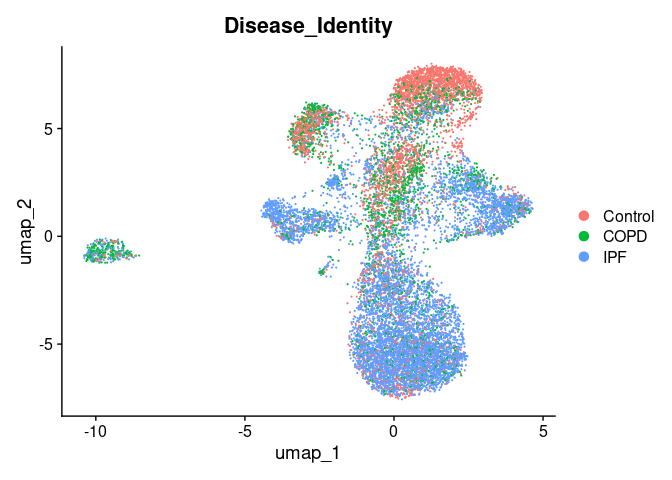 Disease_Identity
umap_2
5
0
-5
-10
-5
0
5
umap_1
Control
COPD
IPF